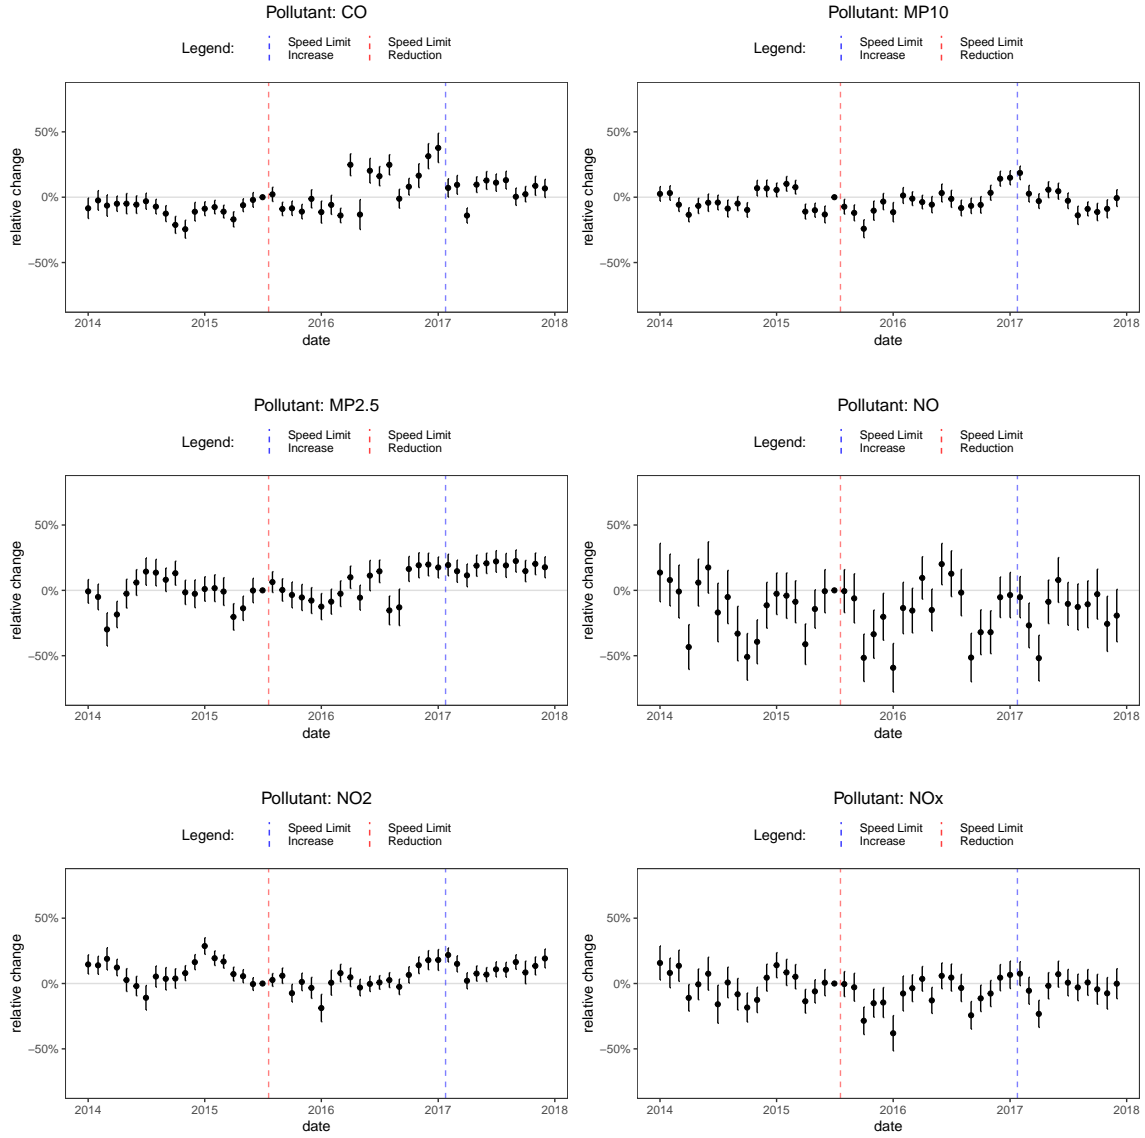 Pollutant: CO
Legend:
Speed Limit
Increase
Speed Limit
Reduction
relative change
50%
0%
−50%
2014
2015
2016
2017
2018
date
Pollutant: MP10
Legend:
Speed Limit
Increase
Speed Limit
Reduction
relative change
50%
0%
−50%
2014
2015
2016
2017
2018
date
Pollutant: MP2.5
Legend:
Speed Limit
Increase
Speed Limit
Reduction
relative change
50%
0%
−50%
2014
2015
2016
2017
2018
date
Pollutant: NO
Legend:
Speed Limit
Increase
Speed Limit
Reduction
relative change
50%
0%
−50%
2014
2015
2016
2017
2018
date
Pollutant: NO2
Legend:
Speed Limit
Increase
Speed Limit
Reduction
relative change
50%
0%
−50%
2014
2015
2016
2017
2018
date
Pollutant: NOx
Legend:
Speed Limit
Increase
Speed Limit
Reduction
relative change
50%
0%
−50%
2014
2015
2016
2017
2018
date